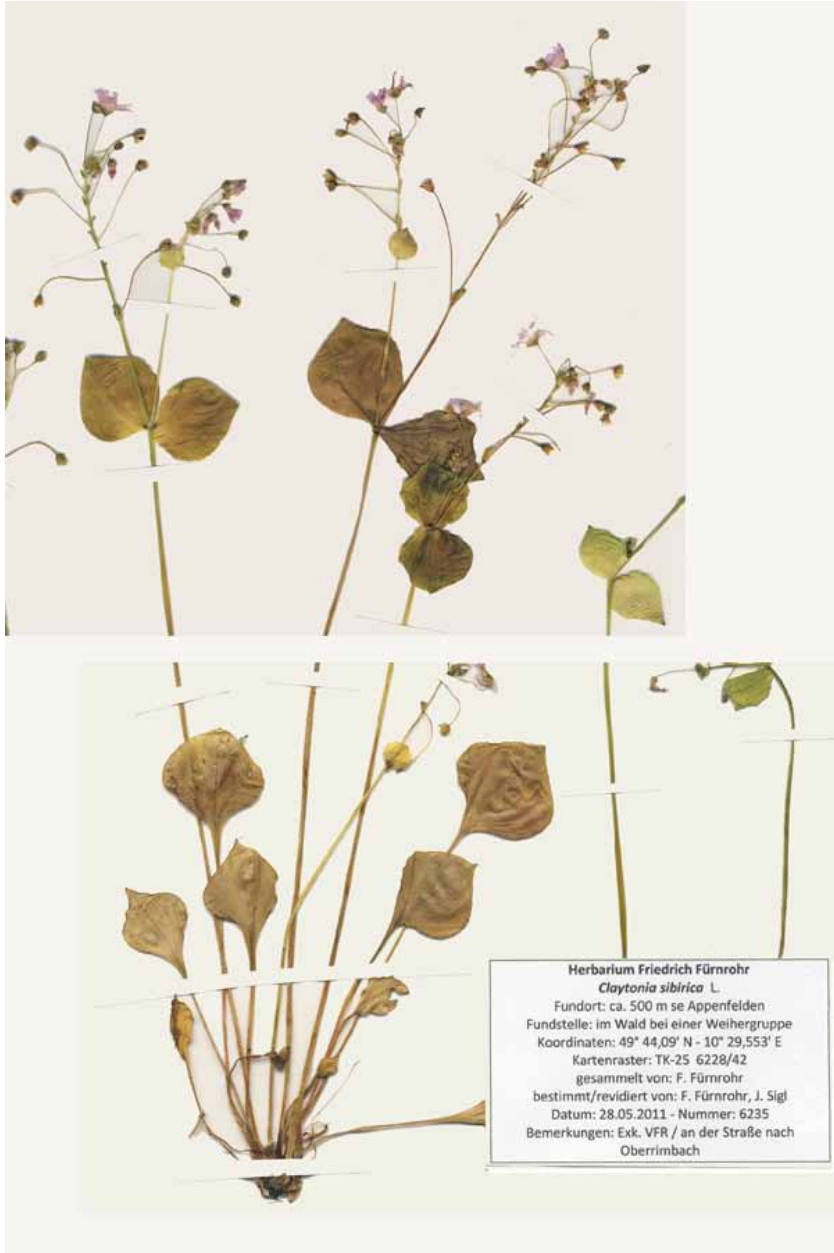 Herbarium Friedrich Fürnrohr
Claytonia sibirica L.
Fundort: ca. 500 m se Appenfelden
Fundstelle: im Wald bei einer Weihergruppe
Koordinaten: 49° 44,09' N - 10° 29,553' E
Kartenraster: TK-25 6228/42
gesammelt von: F. Fürnrohr
bestimmt/revidiert von: F. Fürnrohr, J. Sigl
Datum: 28.05.2011 - Nummer: 6235
Bemerkungen: Exk. VFR / an der Straße nach
Oberrimbach